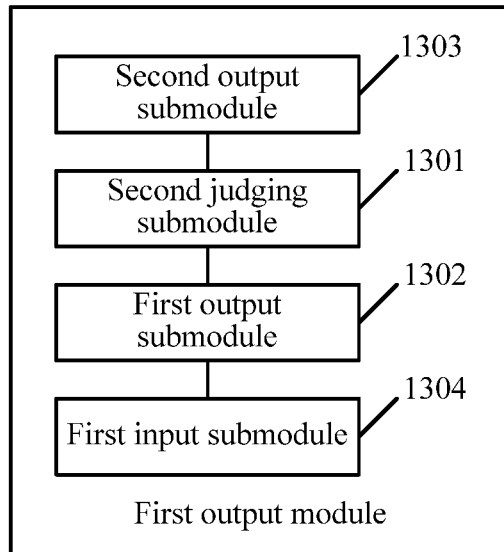 1303
Second output
submodule
1301
Second judging
submodule
1302
First output
submodule
1304
First input submodule
First output module